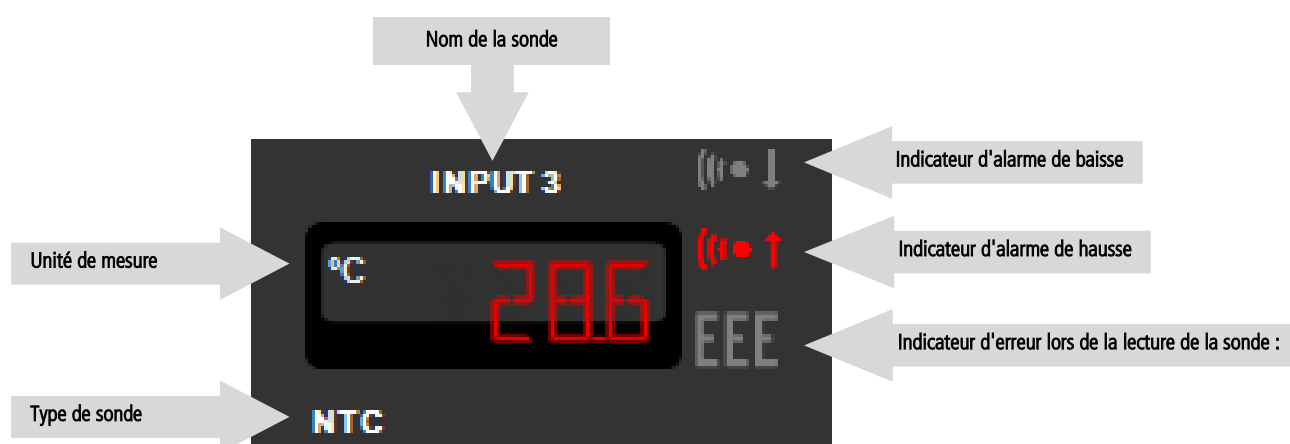 Nom de la sonde
INPUT 3
Indicateur d'alarme de baisse
Unité de mesure
ºC
28.6
Indicateur d'alarme de hausse
EEE
Indicateur d'erreur lors de la lecture de la sonde :
Type de sonde
NTC